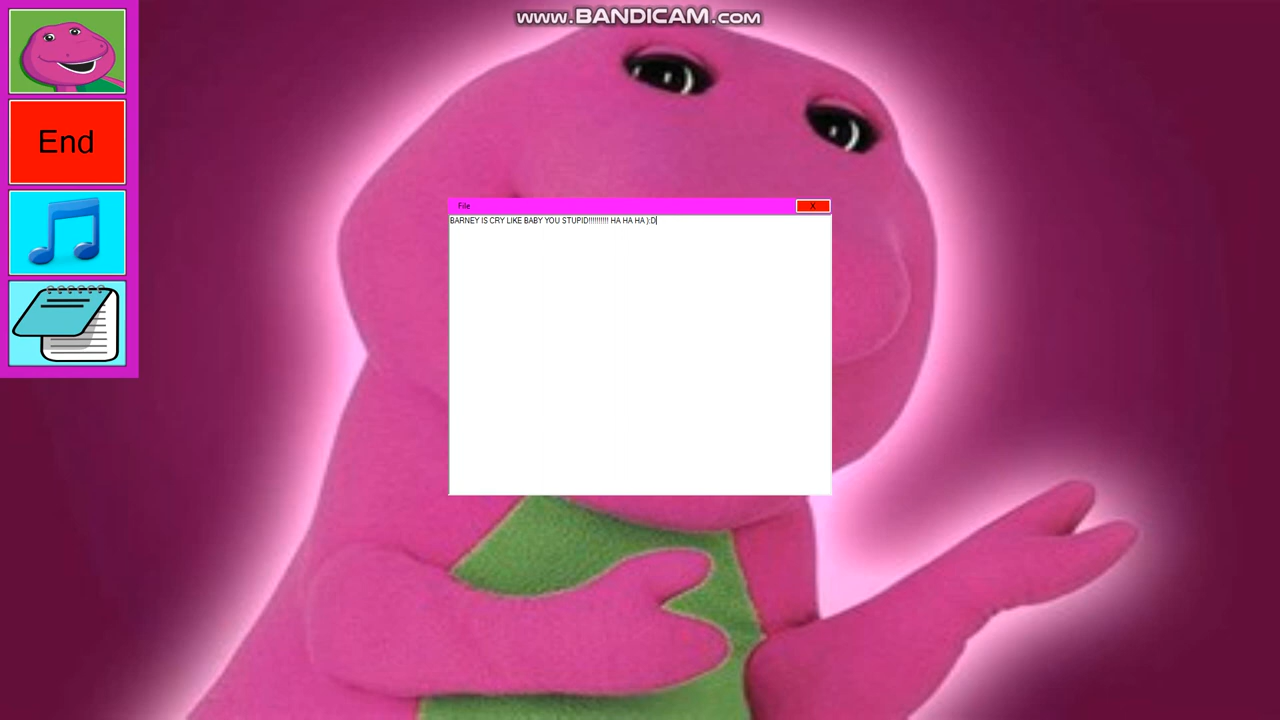 www.BANDICAM.com
End
File
X
BARNEY IS CRY LIKE BABY YOU STUPID!!!!!!!!!! HA HA HA ):D